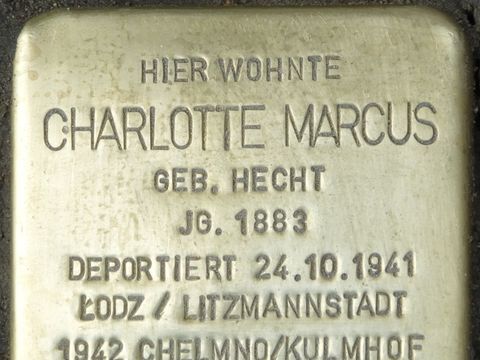 HIER WOHNTE
CHARLOTTE MARCUS
GEB. HECHT
JG. 1883
DEPORTIERT 24.10.1941
ŁODZ / LITZMANNSTADT
1942 CHELMNO/KULMHOF